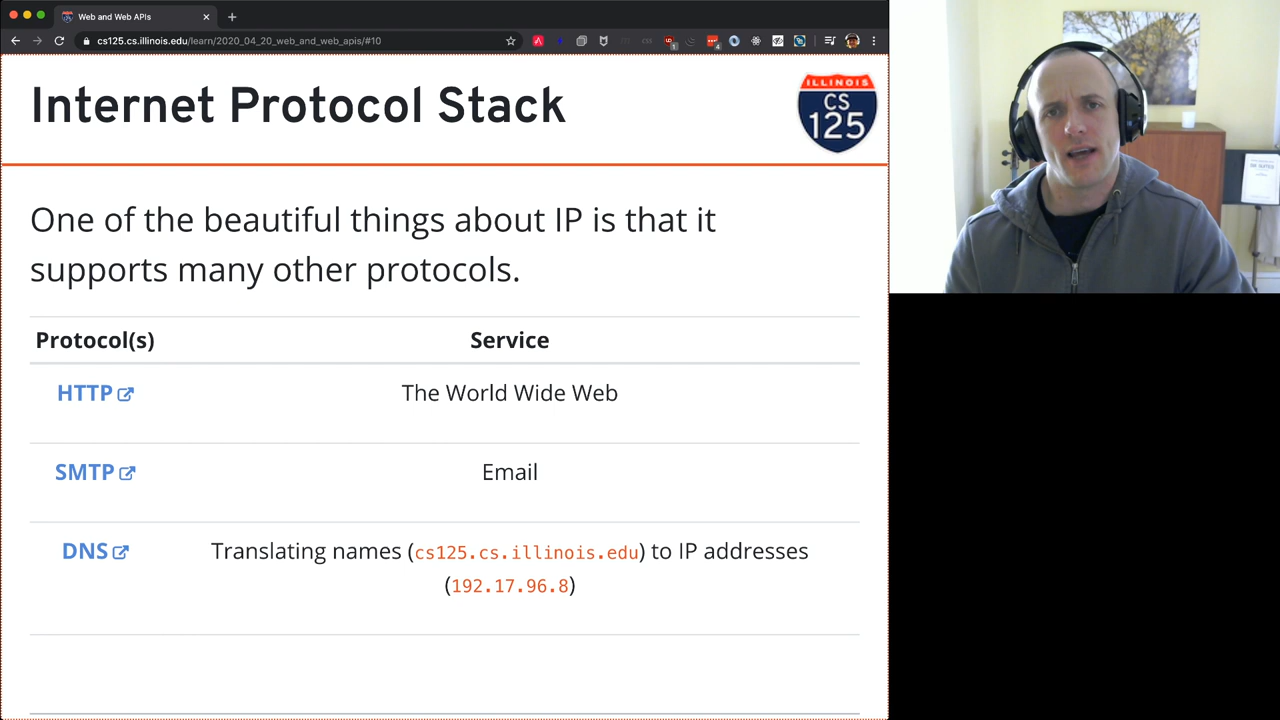 Web and Web APIs
cs125.cs.illinois.edu/learn/2020_04_20_web_and_web_apis/#10
Internet Protocol Stack
ILLINOIS
CS
125
One of the beautiful things about IP is that it
supports many other protocols.
Protocol(s) Service
HTTP The World Wide Web
SMTP Email
DNS Translating names (cs125.cs.illinois.edu) to IP addresses
(192.17.96.8)